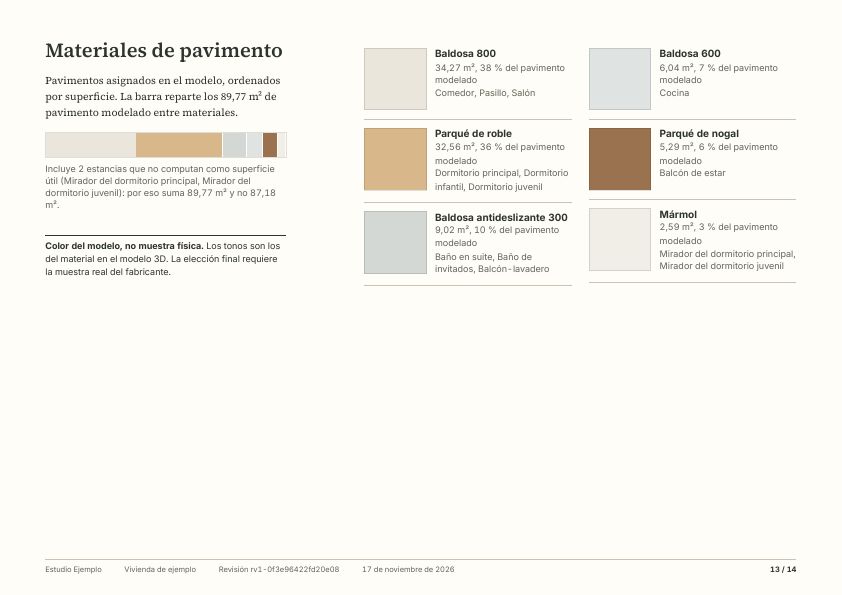 Materiales de pavimento
Pavimentos asignados en el modelo, ordenados
por superficie. La barra reparte los 89,77 m² de
pavimento modelado entre materiales.
Incluye 2 estancias que no computan como superficie
útil (Mirador del dormitorio principal, Mirador del
dormitorio juvenil): por eso suma 89,77 m² y no 87,18
m².
Color del modelo, no muestra física. Los tonos son los
del material en el modelo 3D. La elección final requiere
la muestra real del fabricante.
Baldosa 800
34,27 m², 38 % del pavimento
modelado
Comedor, Pasillo, Salón
Parqué de roble
32,56 m², 36 % del pavimento
modelado
Dormitorio principal, Dormitorio
infantil, Dormitorio juvenil
Baldosa antideslizante 300
9,02 m², 10 % del pavimento
modelado
Baño en suite, Baño de
invitados, Balcón-lavadero
Baldosa 600
6,04 m², 7 % del pavimento
modelado
Cocina
Parqué de nogal
5,29 m², 6 % del pavimento
modelado
Balcón de estar
Mármol
2,59 m², 3 % del pavimento
modelado
Mirador del dormitorio principal,
Mirador del dormitorio juvenil
Estudio Ejemplo Vivienda de ejemplo Revisión rv1-0f3e96422fd20e08 17 de noviembre de 2026 13 / 14